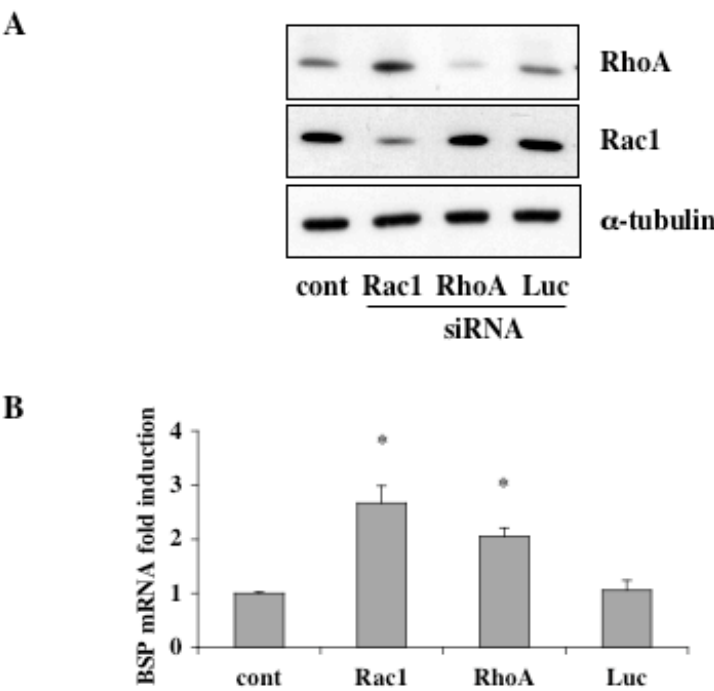 A
RhoA
Rac1
α-tubulin
cont Rac1 RhoA Luc
siRNA
B
BSP mRNA fold induction
4
3
2
1
0
* *
cont Rac1 RhoA Luc